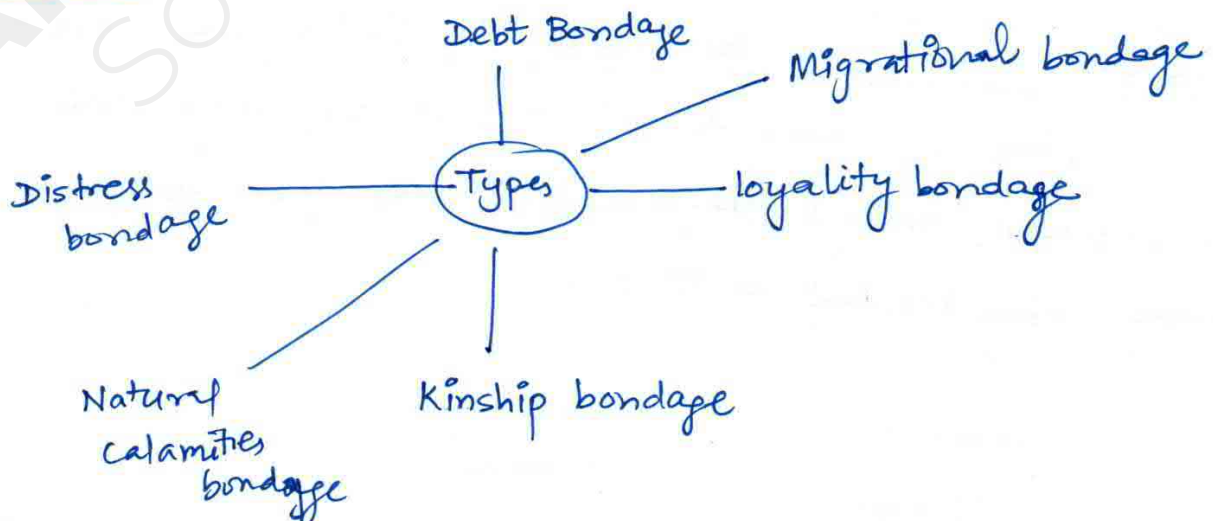 Debt Bondage
Migrational bondage
Distress
bondage
Types
loyality bondage
Natural
calamities
bondage
Kinship bondage